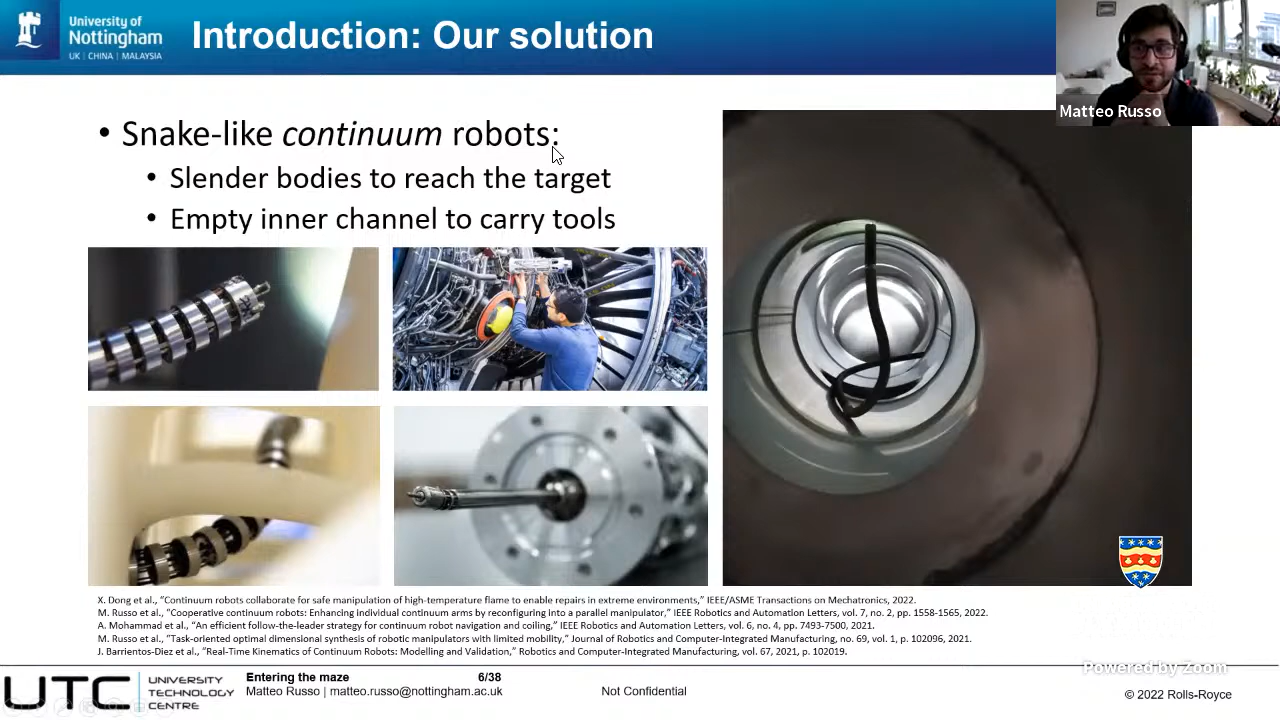 University of
Nottingham
UK | CHINA | MALAYSIA
Introduction: Our solution
Matteo Russo
• Snake-like continuum robots:
• Slender bodies to reach the target
• Empty inner channel to carry tools
X. Dong et al., “Continuum robots collaborate for safe manipulation of high-temperature flame to enable repairs in extreme environments,” IEEE/ASME Transactions on Mechatronics, 2022.
M. Russo et al., “Cooperative continuum robots: Enhancing individual continuum arms by reconfiguring into a parallel manipulator,” IEEE Robotics and Automation Letters, vol. 7, no. 2, pp. 1558-1565, 2022.
A. Mohammad et al., “An efficient follow-the-leader strategy for continuum robot navigation and coiling,” IEEE Robotics and Automation Letters, vol. 6, no. 4, pp. 7493-7500, 2021.
M. Russo et al., “Task-oriented optimal dimensional synthesis of robotic manipulators with limited mobility,” Journal of Robotics and Computer-Integrated Manufacturing, no. 69, vol. 1, p. 102096, 2021.
J. Barrientos-Diez et al., “Real-Time Kinematics of Continuum Robots: Modelling and Validation,” Robotics and Computer-Integrated Manufacturing, vol. 67, 2021, p. 102019.
Powered by Zoom
UTC
UNIVERSITY
TECHNOLOGY
CENTRE
Entering the maze 6/38
Matteo Russo | matteo.russo@nottingham.ac.uk
Not Confidential
© 2022 Rolls-Royce